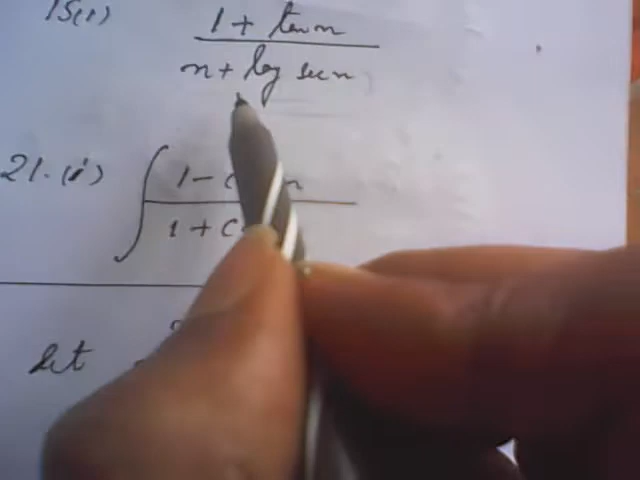 15(i)
1 + tan x
x + log sec x
21. (i) ∫ 1 -
1 + C
Let